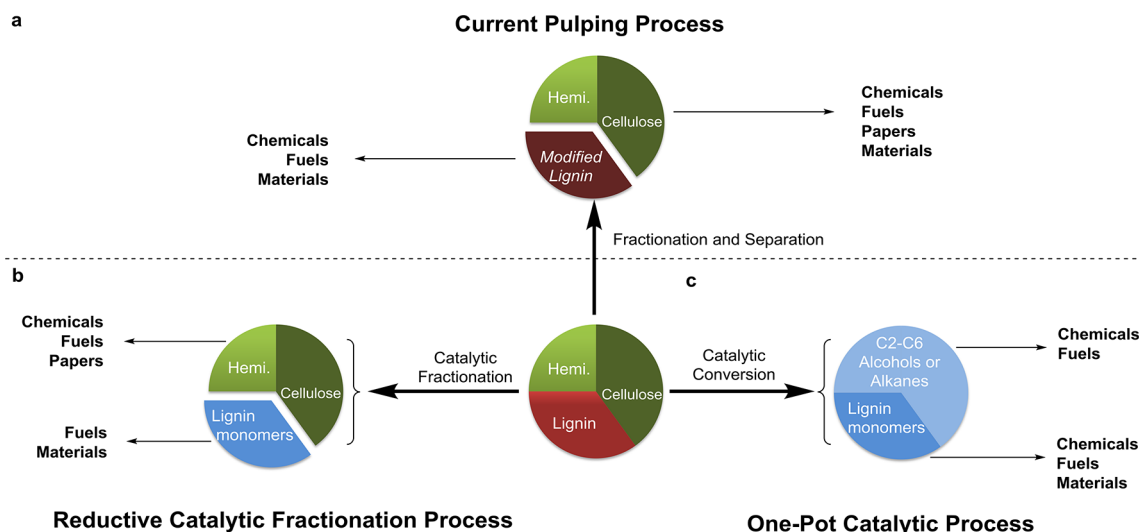 a
Current Pulping Process
Hemi.
Cellulose
Modified
Lignin
Chemicals
Fuels
Papers
Materials
Chemicals
Fuels
Materials
Fractionation and Separation
b
c
Chemicals
Fuels
Papers
Fuels
Materials
Hemi.
Cellulose
Lignin
monomers
Catalytic
Fractionation
Hemi.
Cellulose
Lignin
Catalytic
Conversion
C2-C6
Alcohols or
Alkanes
Lignin
monomers
Chemicals
Fuels
Chemicals
Fuels
Materials
Reductive Catalytic Fractionation Process
One-Pot Catalytic Process